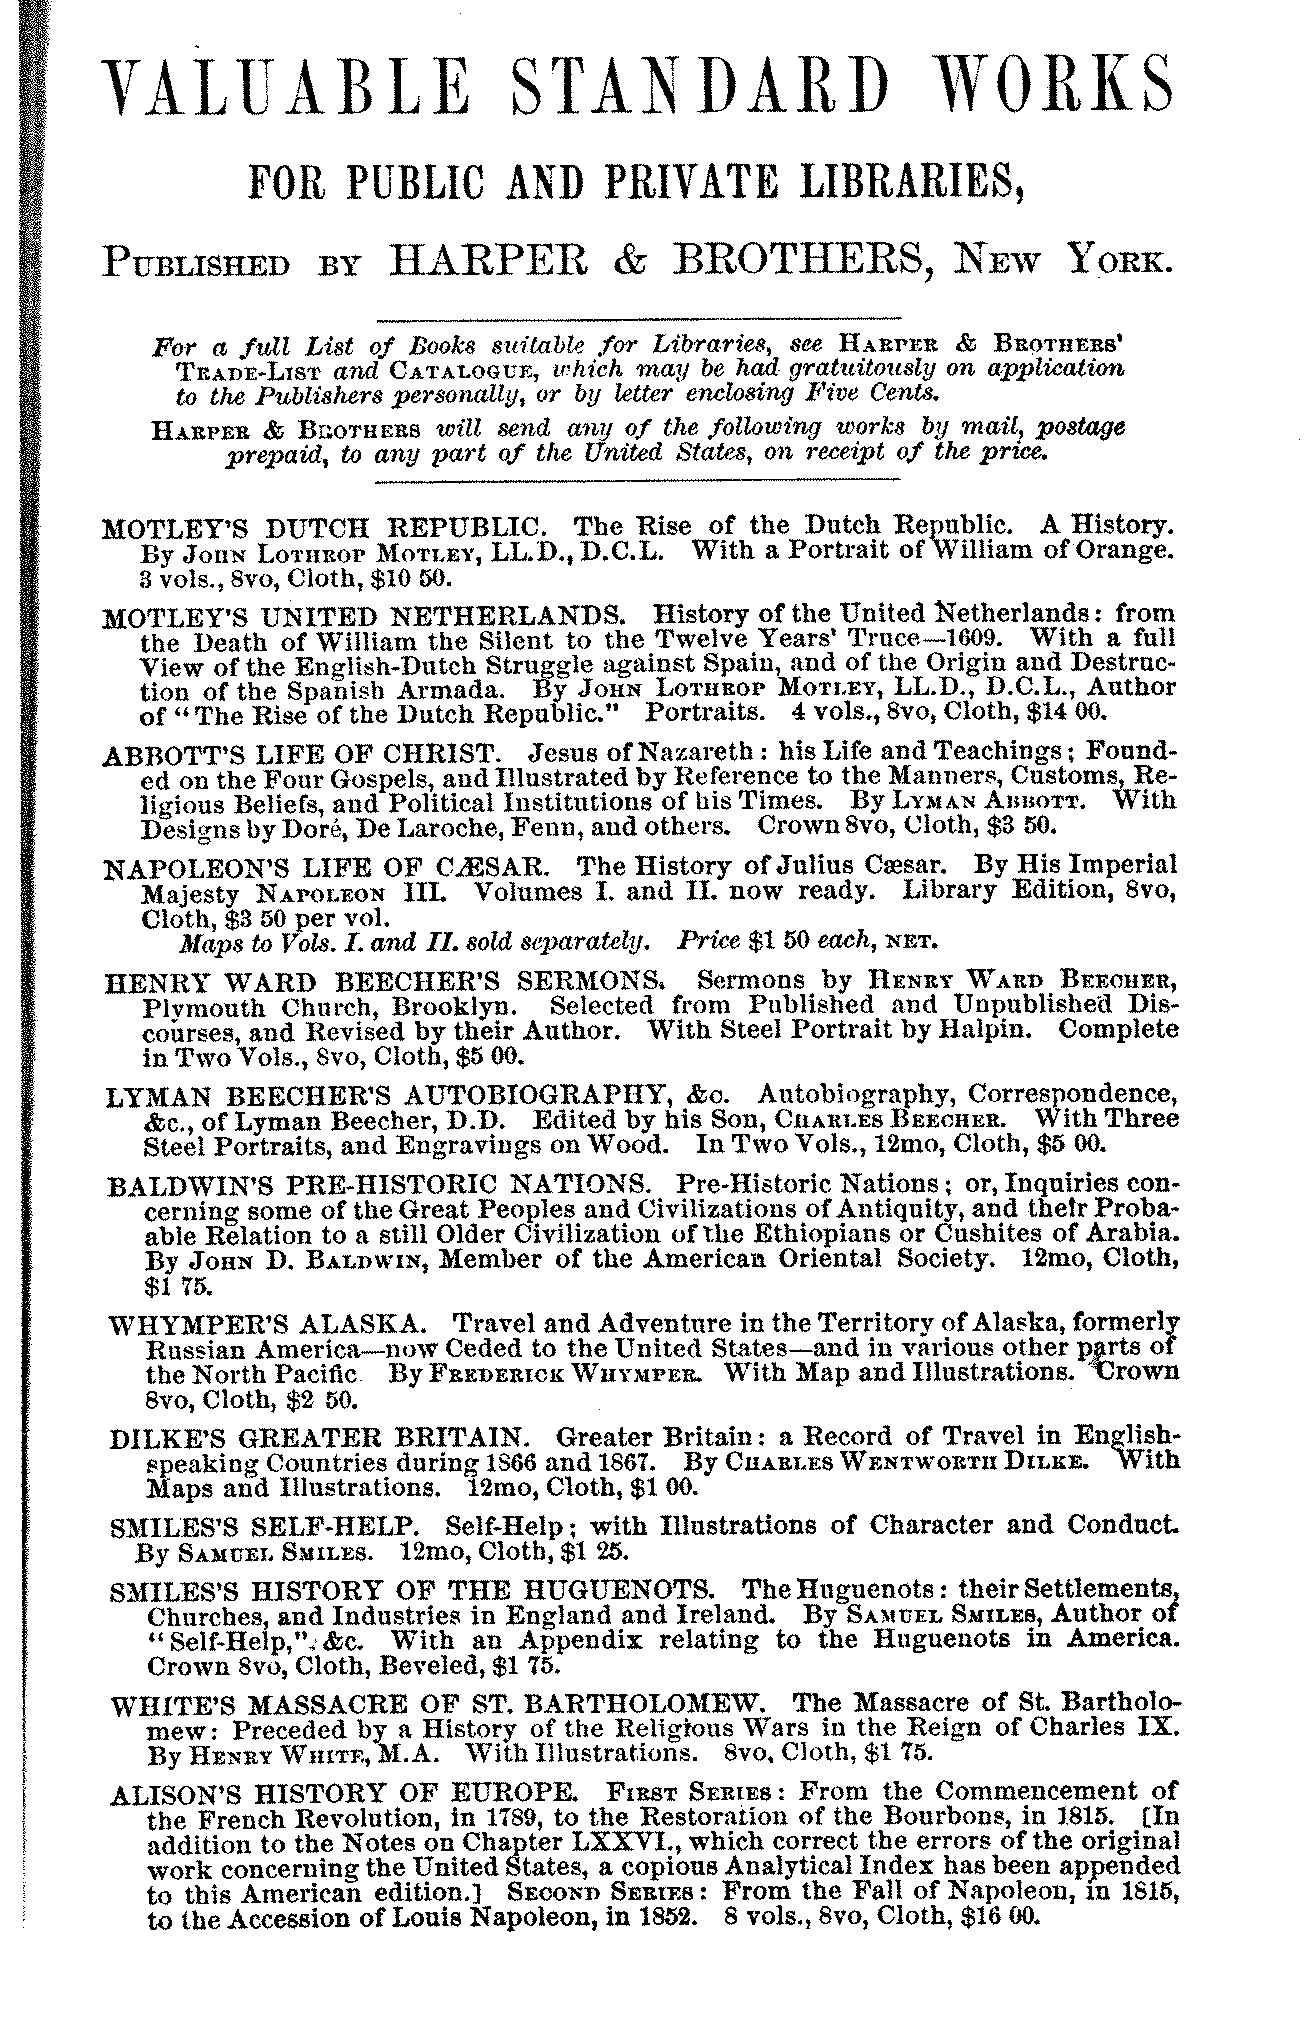 VALUABLE STANDARD WORKS
FOR PUBLIC AND PRIVATE LIBRARIES,
PUBLISHED BY HARPER & BROTHERS, NEW YORK.
For a full List of Books suitable for Libraries, see HARPER & BROTHERS'
TRADE-LIST and CATALOGUE, which may be had gratuitously on application
to the Publishers personally, or by letter enclosing Five Cents.
HARPER & BROTHERS will send any of the following works by mail, postage
prepaid, to any part of the United States, on receipt of the price.
MOTLEY'S DUTCH REPUBLIC. The Rise of the Dutch Republic. A History.
By JOHN LOTHROP MOTLEY, LL.D., D.C.L. With a Portrait of William of Orange.
3 vols., 8vo, Cloth, $10 50.
MOTLEY'S UNITED NETHERLANDS. History of the United Netherlands: from
the Death of William the Silent to the Twelve Years' Truce—1609. With a full
View of the English-Dutch Struggle against Spain, and of the Origin and Destruc-
tion of the Spanish Armada. By JOHN LOTHROP MOTLEY, LL.D., D.C.L., Author
of "The Rise of the Dutch Republic." Portraits. 4 vols., 8vo, Cloth, $14 00.
ABBOTT'S LIFE OF CHRIST. Jesus of Nazareth: his Life and Teachings; Found-
ed on the Four Gospels, and Illustrated by Reference to the Manners, Customs, Re-
ligious Beliefs, and Political Institutions of his Times. By LYMAN ABBOTT. With
Designs by Doré, De Laroche, Fenn, and others. Crown 8vo, Cloth, $3 50.
NAPOLEON'S LIFE OF CÆSAR. The History of Julius Cæsar. By His Imperial
Majesty NAPOLEON III. Volumes I. and II. now ready. Library Edition, 8vo,
Cloth, $3 50 per vol.
Maps to Vols. I. and II. sold separately. Price $1 50 each, NET.
HENRY WARD BEECHER'S SERMONS. Sermons by HENRY WARD BEECHER,
Plymouth Church, Brooklyn. Selected from Published and Unpublished Dis-
courses, and Revised by their Author. With Steel Portrait by Halpin. Complete
in Two Vols., 8vo, Cloth, $5 00.
LYMAN BEECHER'S AUTOBIOGRAPHY, &c. Autobiography, Correspondence,
&c., of Lyman Beecher, D.D. Edited by his Son, CHARLES BEECHER. With Three
Steel Portraits, and Engravings on Wood. In Two Vols., 12mo, Cloth, $5 00.
BALDWIN'S PRE-HISTORIC NATIONS. Pre-Historic Nations; or, Inquiries con-
cerning some of the Great Peoples and Civilizations of Antiquity, and their Proba-
able Relation to a still Older Civilization of the Ethiopians or Cushites of Arabia.
By JOHN D. BALDWIN, Member of the American Oriental Society. 12mo, Cloth,
$1 75.
WHYMPER'S ALASKA. Travel and Adventure in the Territory of Alaska, formerly
Russian America—now Ceded to the United States—and in various other parts of
the North Pacific. By FREDERICK WHYMPER. With Map and Illustrations. Crown
8vo, Cloth, $2 50.
DILKE'S GREATER BRITAIN. Greater Britain: a Record of Travel in English-
speaking Countries during 1866 and 1867. By CHARLES WENTWORTH DILKE. With
Maps and Illustrations. 12mo, Cloth, $1 00.
SMILES'S SELF-HELP. Self-Help; with Illustrations of Character and Conduct.
By SAMUEL SMILES. 12mo, Cloth, $1 25.
SMILES'S HISTORY OF THE HUGUENOTS. The Huguenots: their Settlements,
Churches, and Industries in England and Ireland. By SAMUEL SMILES, Author of
"Self-Help," &c. With an Appendix relating to the Huguenots in America.
Crown 8vo, Cloth, Beveled, $1 75.
WHITE'S MASSACRE OF ST. BARTHOLOMEW. The Massacre of St. Bartholo-
mew: Preceded by a History of the Religious Wars in the Reign of Charles IX.
By HENRY WHITE, M.A. With Illustrations. 8vo, Cloth, $1 75.
ALISON'S HISTORY OF EUROPE. FIRST SERIES: From the Commencement of
the French Revolution, in 1789, to the Restoration of the Bourbons, in 1815. [In
addition to the Notes on Chapter LXXVI., which correct the errors of the original
work concerning the United States, a copious Analytical Index has been appended
to this American edition.] SECOND SERIES: From the Fall of Napoleon, in 1815,
to the Accession of Louis Napoleon, in 1852. 8 vols., 8vo, Cloth, $16 00.